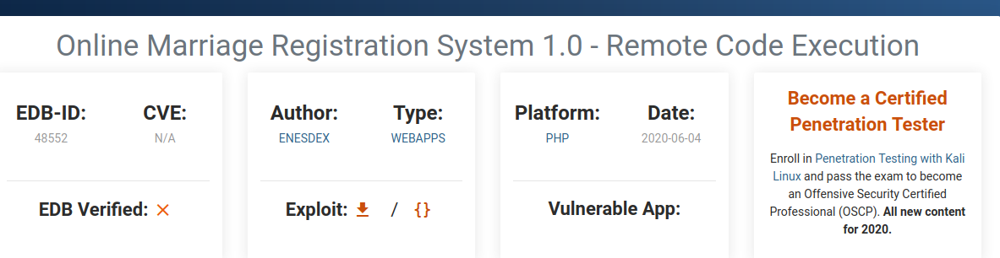 Online Marriage Registration System 1.0 - Remote Code Execution
EDB-ID: CVE:
48552 N/A
EDB Verified:
Author: Type:
ENESDEX WEBAPPS
Exploit: / {}
Platform: Date:
PHP 2020-06-04
Vulnerable App:
Become a Certified
Penetration Tester
Enroll in Penetration Testing with Kali
Linux and pass the exam to become
an Offensive Security Certified
Professional (OSCP). All new content
for 2020.